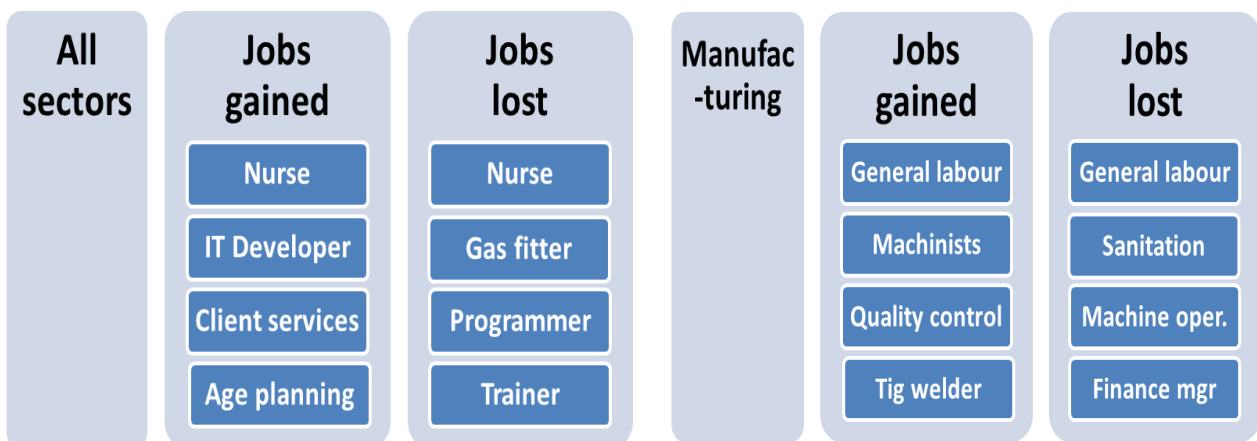 All
sectors
Jobs
gained
Nurse
IT Developer
Client services
Age planning
Jobs
lost
Nurse
Gas fitter
Programmer
Trainer
Manufac
-turing
Jobs
gained
General labour
Machinists
Quality control
Tig welder
Jobs
lost
General labour
Sanitation
Machine oper.
Finance mgr